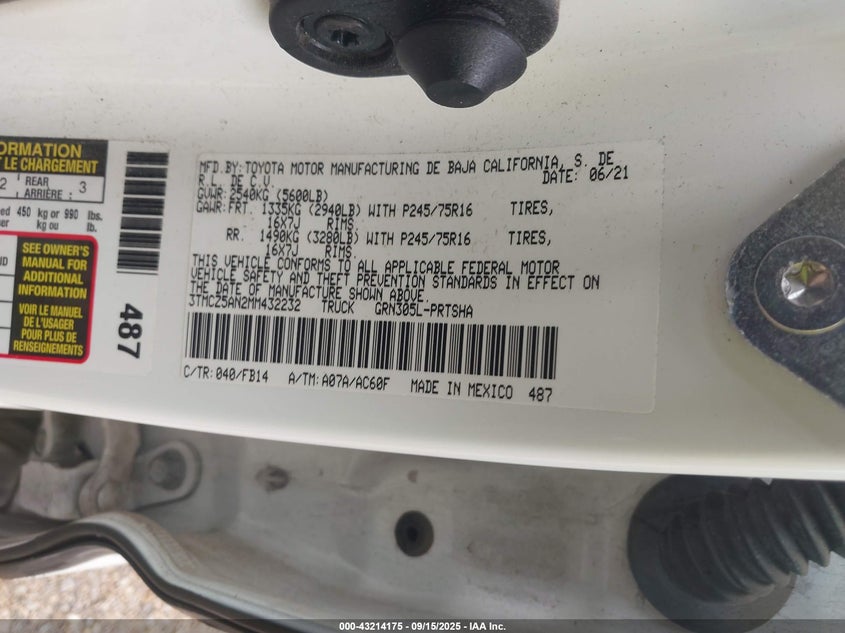 ORMATION
T LE CHARGEMENT
2 REAR ARRIÈRE : 3
450 kg or 990 lbs.
kg ou lb.
SEE OWNER'S
MANUAL FOR
ADDITIONAL
INFORMATION
VOIR LE MANUEL
DE L'USAGER
POUR PLUS DE
RENSEIGNEMENTS
487
MFD.BY:TOYOTA MOTOR MANUFACTURING DE BAJA CALIFORNIA, S. DE
R.L. DE C.V. DATE: 06/21
GVWR:2540KG (5600LB)
GAWR:FRT. 1335KG (2940LB) WITH P245/75R16 TIRES,
16X7J RIMS.
RR. 1490KG (3280LB) WITH P245/75R16 TIRES,
16X7J RIMS.
THIS VEHICLE CONFORMS TO ALL APPLICABLE FEDERAL MOTOR
VEHICLE SAFETY AND THEFT PREVENTION STANDARDS IN EFFECT ON
THE DATE OF MANUFACTURE SHOWN ABOVE.
3TMCZ5AN2MM432232 TRUCK GRN305L-PRTSHA
C/TR:040/FB14 A/TM:A07A/AC60F MADE IN MEXICO 487
000-43214175 - 09/15/2025 - IAA Inc.